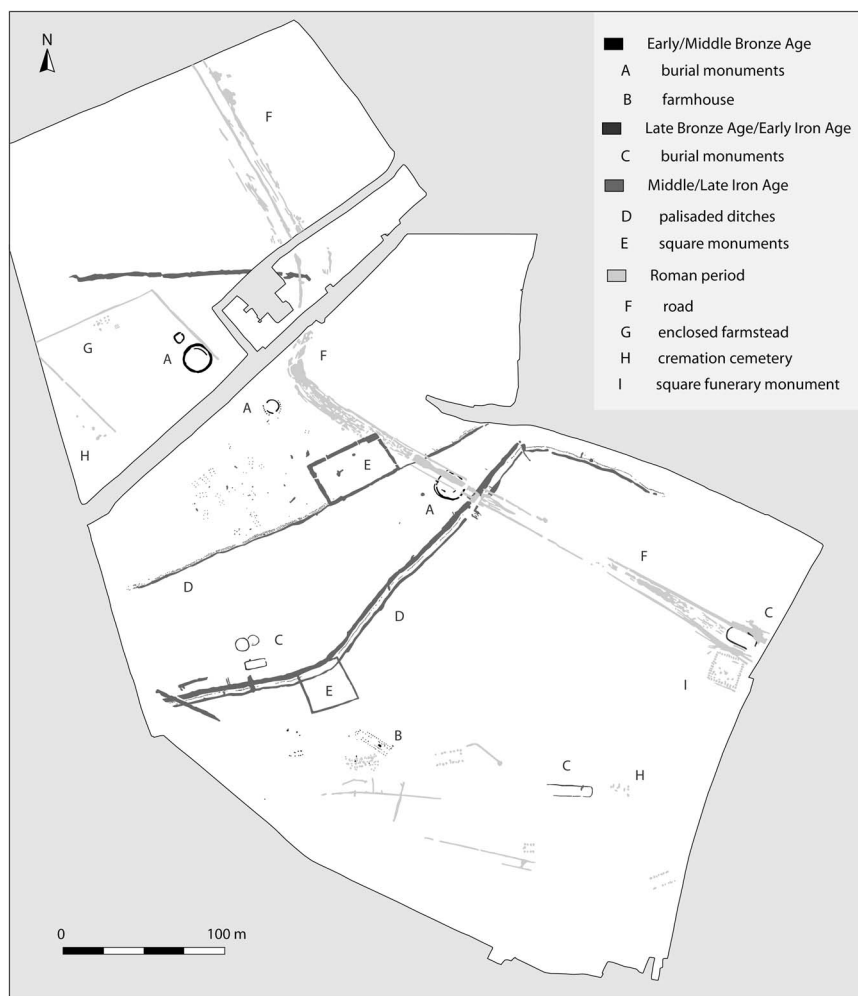 N
Early/Middle Bronze Age
A burial monuments
B farmhouse
Late Bronze Age/Early Iron Age
C burial monuments
Middle/Late Iron Age
D palisaded ditches
E square monuments
Roman period
F road
G enclosed farmstead
H cremation cemetery
I square funerary monument
F
G
A
F
A
H
E
A
D
F
C
D
C
E
I
B
C
H
0 100 m